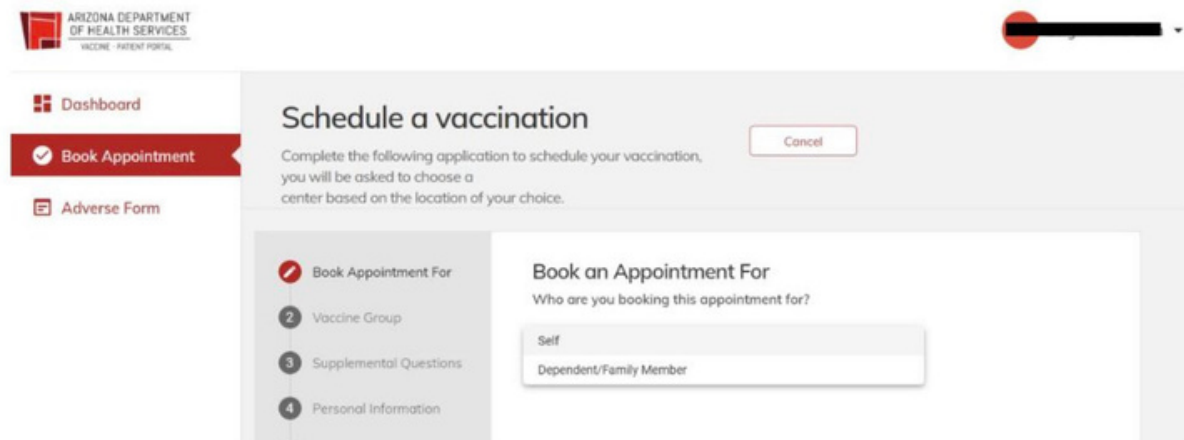 ARIZONA DEPARTMENT
OF HEALTH SERVICES
VACCINE - PATIENT PORTAL
Dashboard
Book Appointment
Adverse Form
Schedule a vaccination
Cancel
Complete the following application to schedule your vaccination,
you will be asked to choose a
center based on the location of your choice.
Book Appointment For
2 Vaccine Group
3 Supplemental Questions
4 Personal Information
Book an Appointment For
Who are you booking this appointment for?
Self
Dependent/Family Member